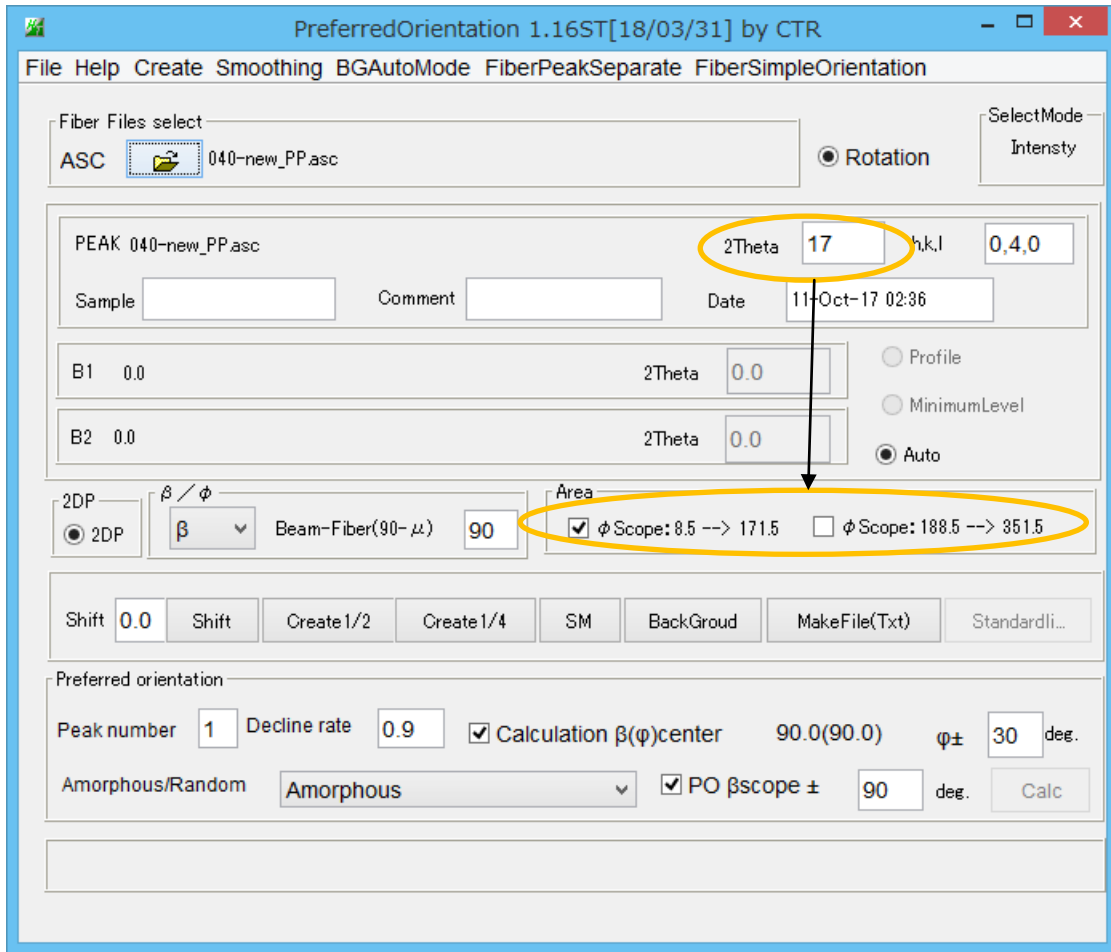 PreferredOrientation 1.16ST[18/03/31] by CTR
File Help Create Smoothing BGAutoMode FiberPeakSeparate FiberSimpleOrientation
Fiber Files select
SelectMode
ASC 040-new_PP.asc
Rotation
Intensty
PEAK 040-new_PP.asc 2Theta 17 h,k,l 0,4,0
Sample Comment Date 11-Oct-17 02:36
B1 0.0 2Theta 0.0
Profile
MinimumLevel
B2 0.0 2Theta 0.0
Auto
2DP
β/φ
Area
2DP β Beam-Fiber(90-μ) 90 φScope:8.5 --> 171.5 φScope:188.5 --> 351.5
Shift 0.0 Shift Create1/2 Create1/4 SM BackGroud MakeFile(Txt) Standardli...
Preferred orientation
Peak number 1 Decline rate 0.9 Calculation β(φ)center 90.0(90.0) φ± 30 deg.
Amorphous/Random Amorphous PO βscope ± 90 deg. Calc